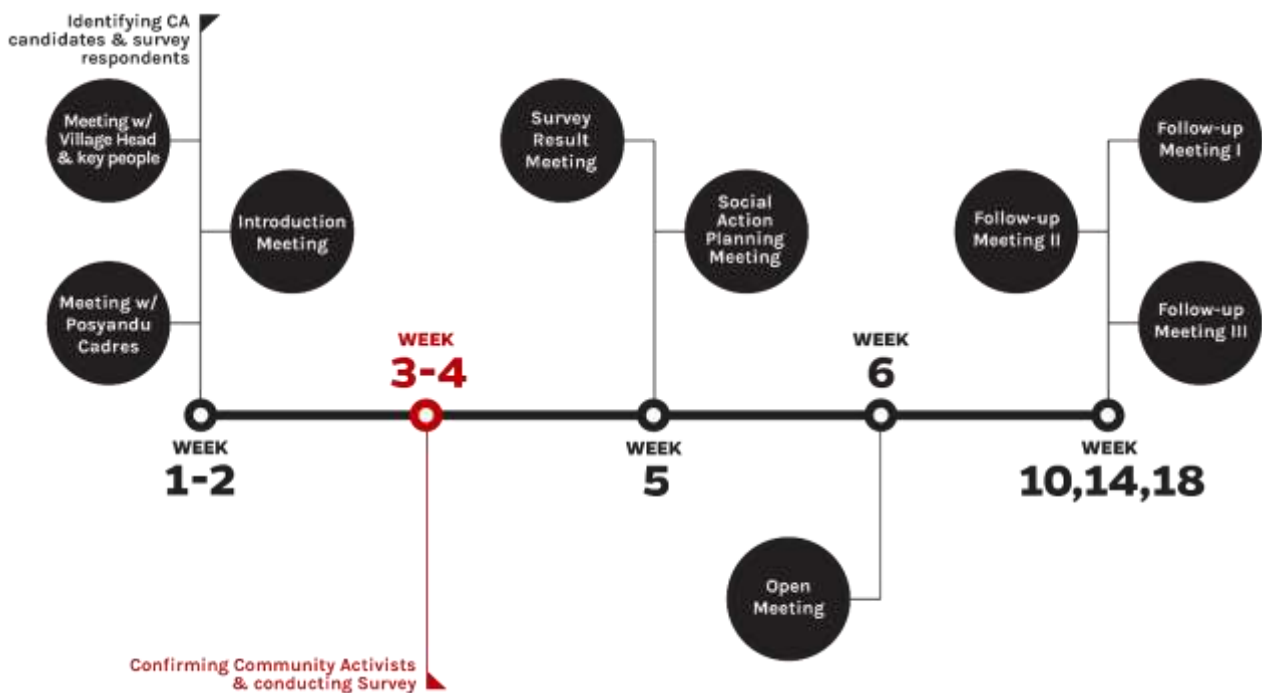 Identifying CA
candidates & survey
respondents
Meeting w/
Village Head
& key people
Introduction
Meeting
Meeting w/
Posyandu
Cadres
WEEK
1-2
WEEK
3-4
Confirming Community Activists
& conducting Survey
Survey
Result
Meeting
Social
Action
Planning
Meeting
WEEK
5
WEEK
6
Open
Meeting
Follow-up
Meeting I
Follow-up
Meeting II
Follow-up
Meeting III
WEEK
10,14,18